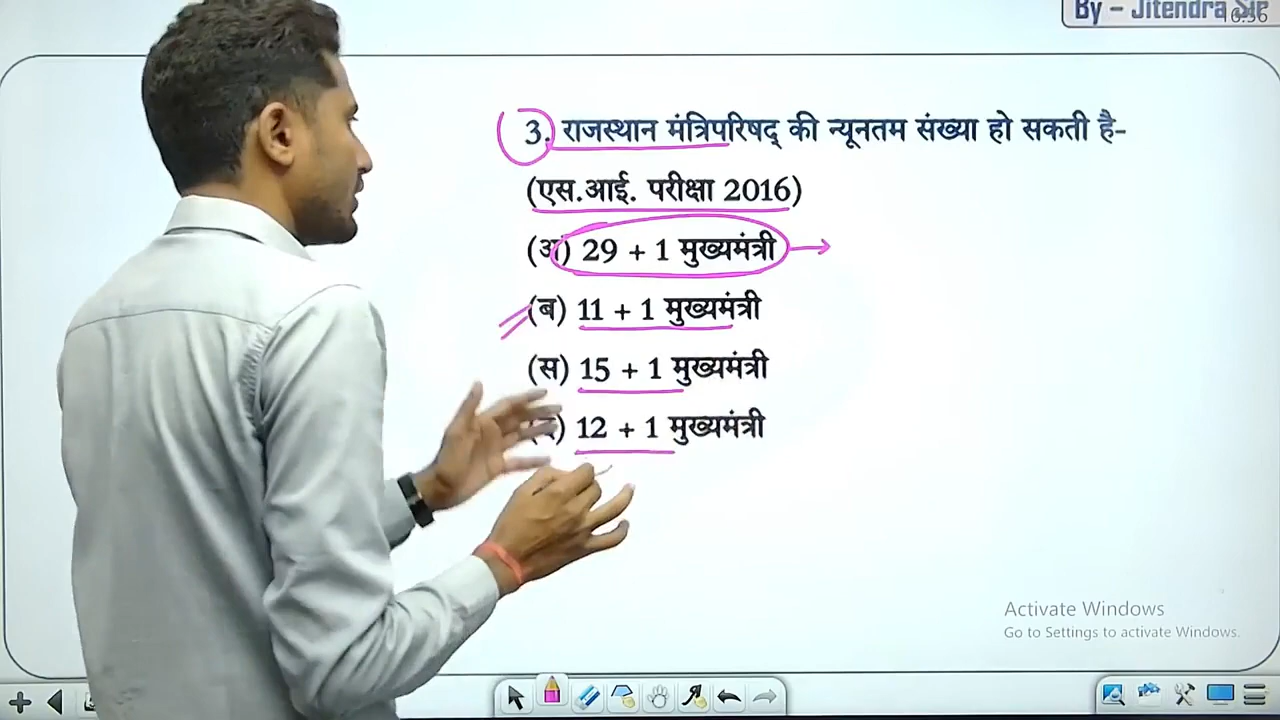 By – Jitendra Sir
3. राजस्थान मंत्रिपरिषद् की न्यूनतम संख्या हो सकती है-
(एस.आई. परीक्षा 2016)
(अ) 29 + 1 मुख्यमंत्री
(ब) 11 + 1 मुख्यमंत्री
(स) 15 + 1 मुख्यमंत्री
12 + 1 मुख्यमंत्री
Activate Windows
Go to Settings to activate Windows.